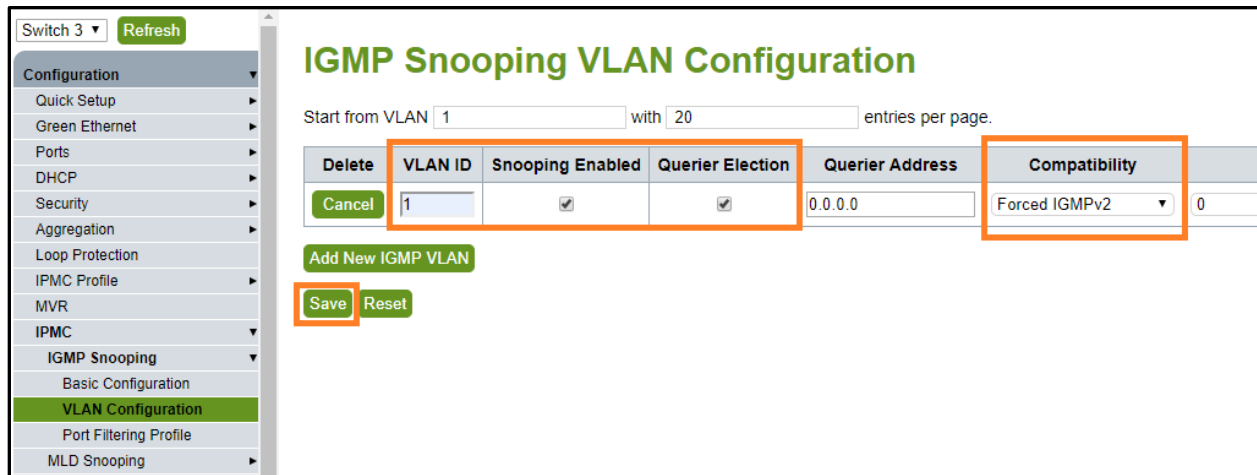 Switch 3 Refresh
Configuration
Quick Setup
Green Ethernet
Ports
DHCP
Security
Aggregation
Loop Protection
IPMC Profile
MVR
IPMC
IGMP Snooping
Basic Configuration
VLAN Configuration
Port Filtering Profile
MLD Snooping
IGMP Snooping VLAN Configuration
Start from VLAN 1 with 20 entries per page.
Delete VLAN ID Snooping Enabled Querier Election Querier Address Compatibility
Cancel 1 0.0.0.0 Forced IGMPv2 0
Add New IGMP VLAN
Save Reset